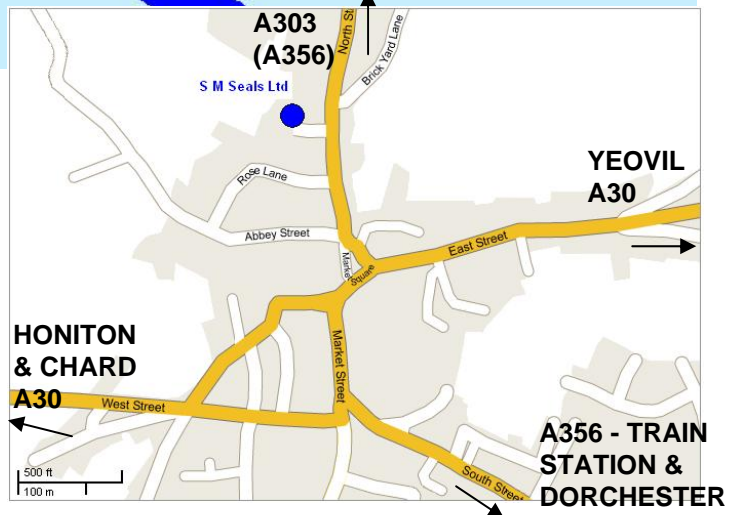 A303
(A356)
North St
Brick Yard Lane
S M Seals Ltd
YEOVIL
A30
Rose Lane
Abbey Street
East Street
Market
Square
HONITON
& CHARD
A30
Market Street
West Street
A356 - TRAIN
STATION &
DORCHESTER
South Street
500 ft
100 m